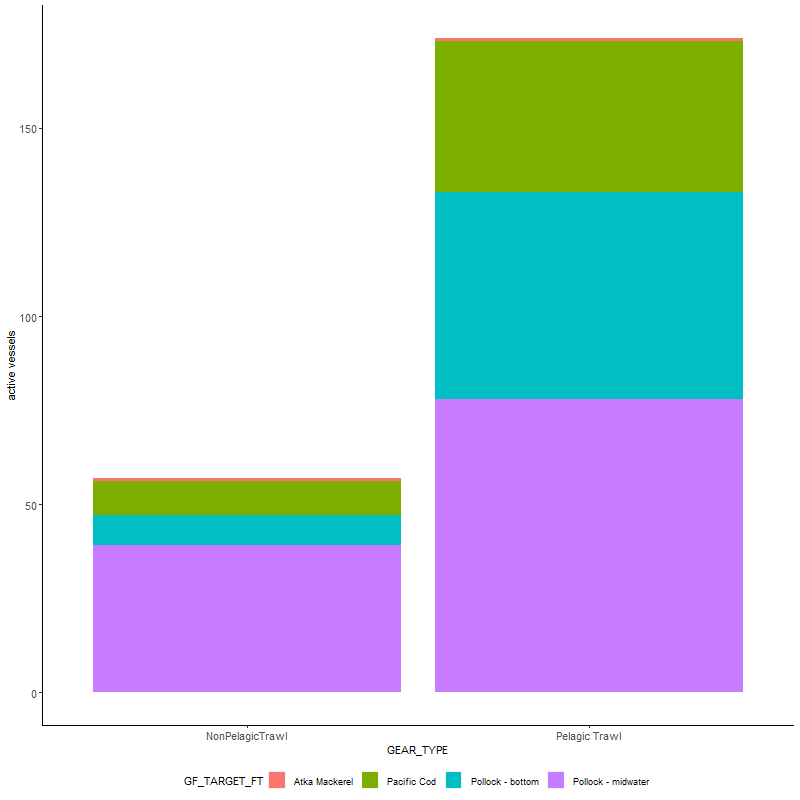 active vessels
150
100
50
0
NonPelagicTrawl
Pelagic Trawl
GEAR_TYPE
GF_TARGET_FT Atka Mackerel Pacific Cod Pollock - bottom Pollock - midwater